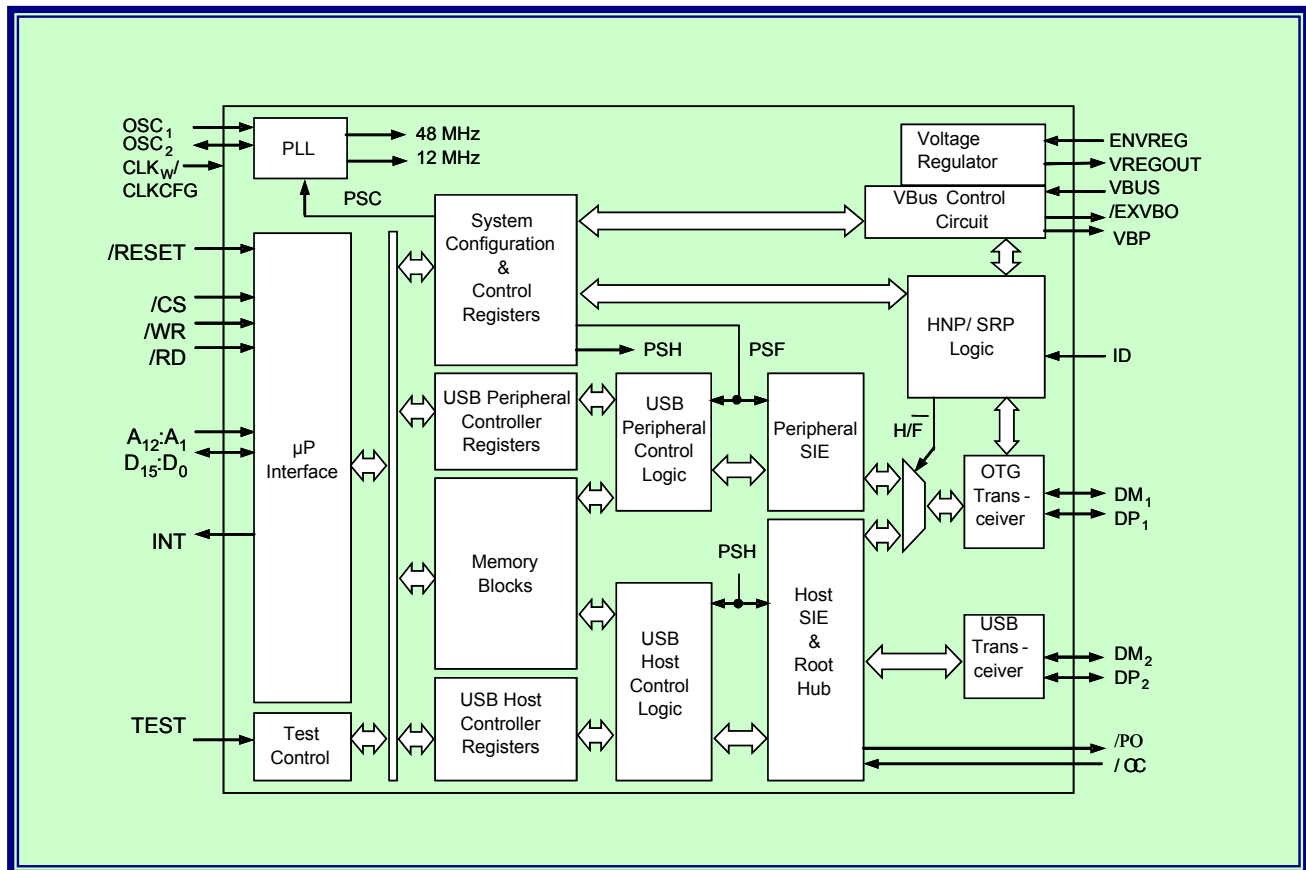 OSC1
OSC2
CLKW/
CLKCFG
PLL
48 MHz
12 MHz
PSC
Voltage
Regulator
ENVREG
VREGOUT
VBus Control
Circuit
VBUS
/EXVBO
VBP
/RESET
/CS
/WR
/RD
A12:A1
D15:D0
INT
µP
Interface
System
Configuration
&
Control
Registers
PSH
PSF
HNP/ SRP
Logic
ID
H/F̅
USB Peripheral
Controller
Registers
USB
Peripheral
Control
Logic
Peripheral
SIE
OTG
Trans -
ceiver
DM1
DP1
Memory
Blocks
PSH
USB
Host
Control
Logic
Host
SIE
&
Root
Hub
USB
Trans -
ceiver
DM2
DP2
TEST
Test
Control
USB Host
Controller
Registers
/PO
/ OC